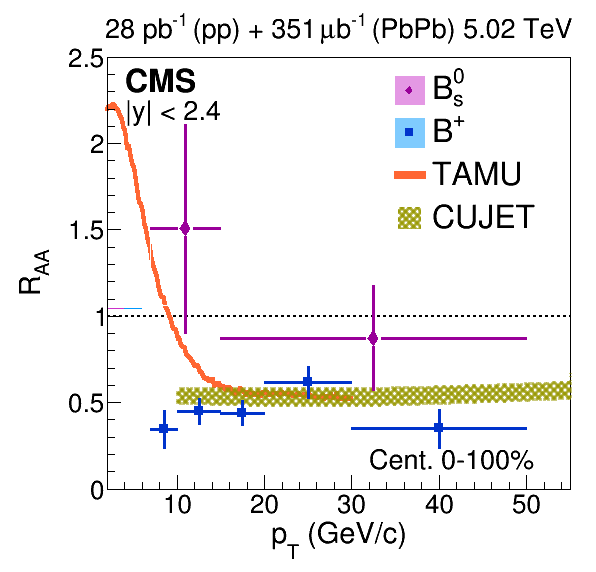 28 pb⁻¹ (pp) + 351 μb⁻¹ (PbPb) 5.02 TeV
CMS
|y| < 2.4
B⁰ₛ
B⁺
TAMU
CUJET
2.5
2
1.5
1
0.5
0
R_AA
Cent. 0-100%
10 20 30 40 50
p_T (GeV/c)